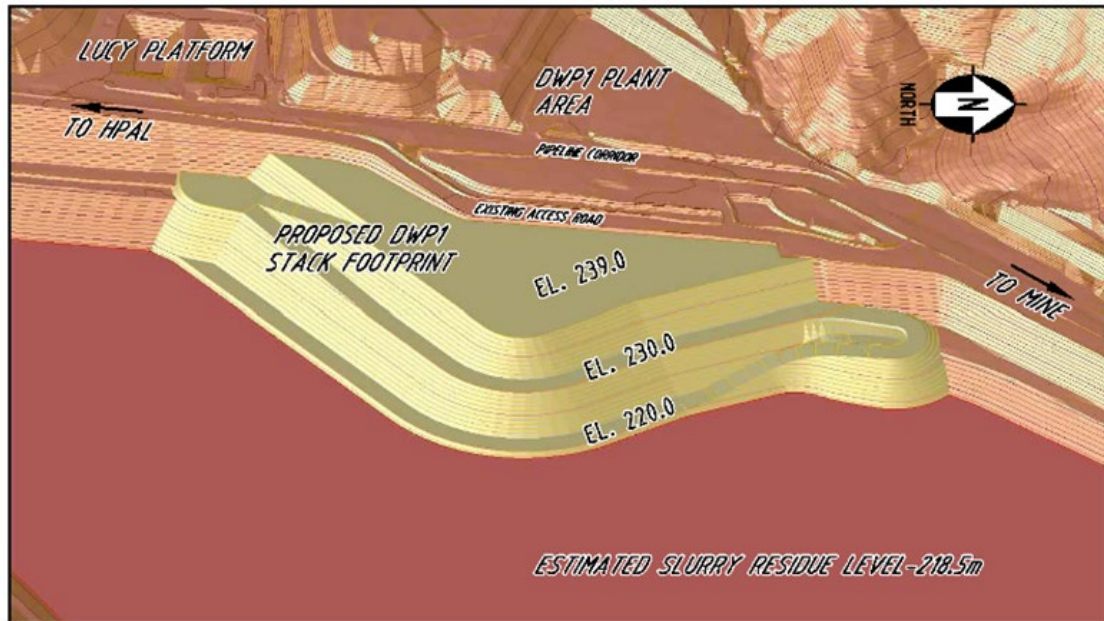 LUCY PLATFORM
TO HPAL
DWP1 PLANT
AREA
N
NORTH
PIPELINE CORRIDOR
EXISTING ACCESS ROAD
PROPOSED DWP1
STACK FOOTPRINT
EL. 239.0
TO MINE
EL. 230.0
EL. 220.0
ESTIMATED SLURRY RESIDUE LEVEL-218.5m